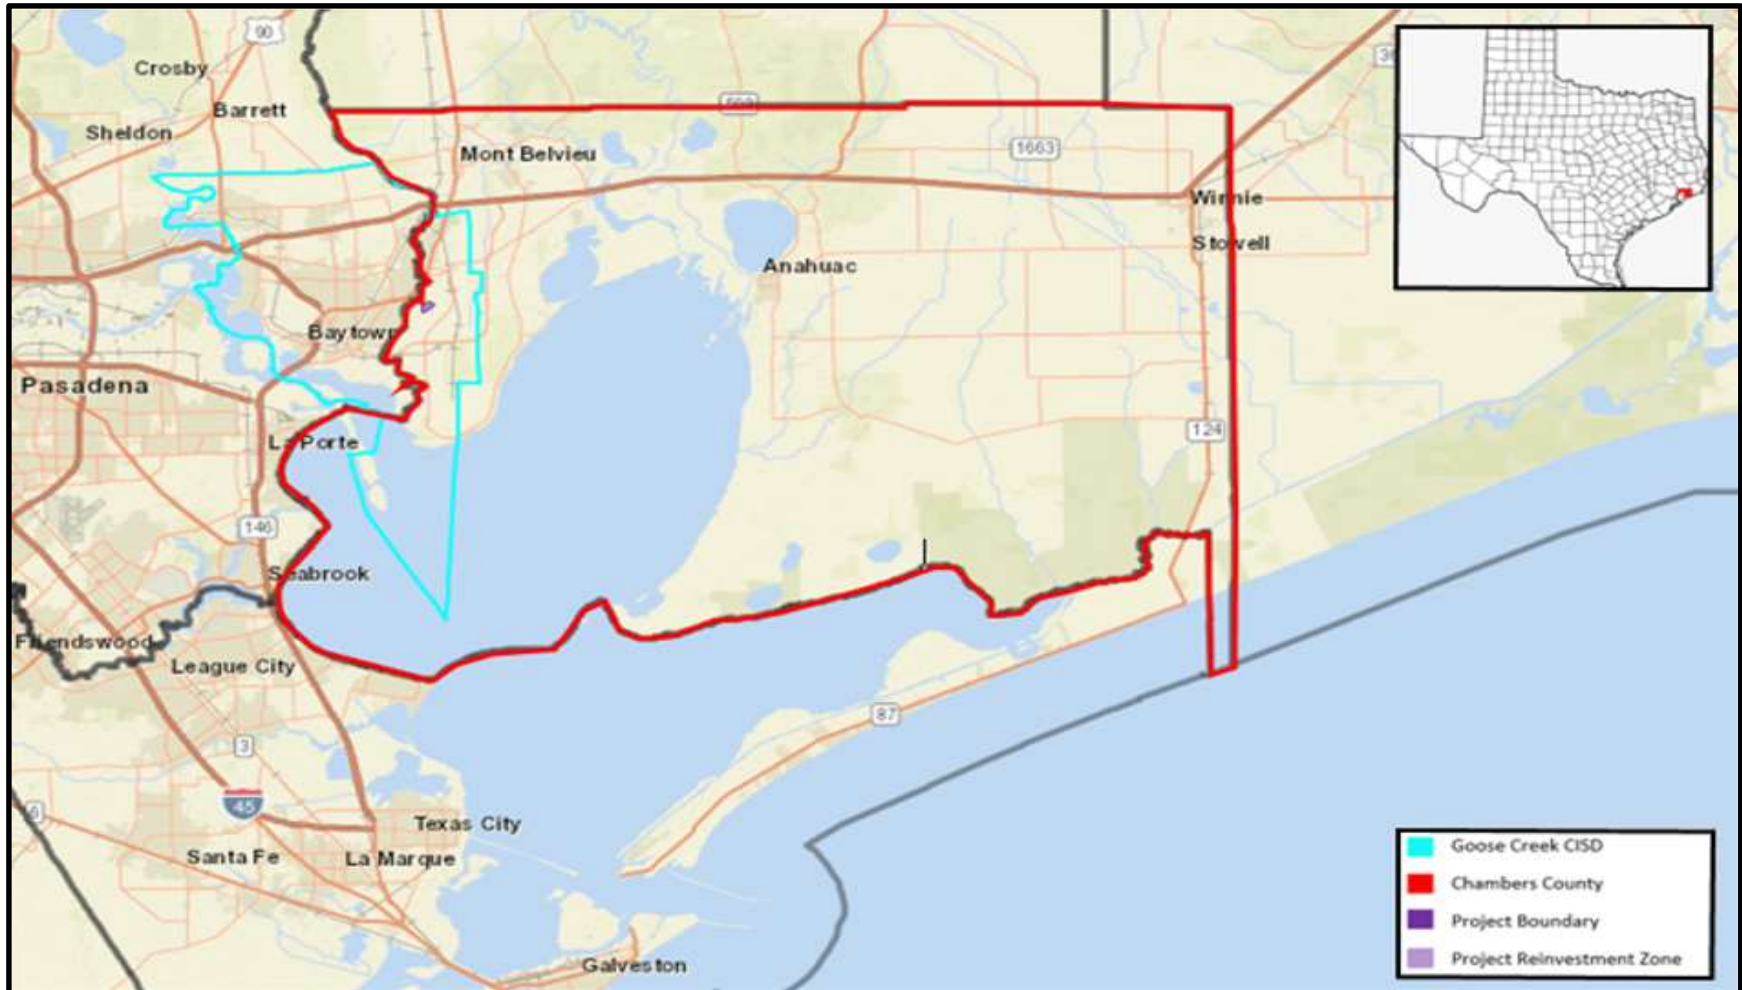 90
Crosby
Barrett
Sheldon
Mont Belvieu
1663
Winnie
Stowell
Anahuac
Baytown
Pasadena
La Porte
124
146
Seabrook
Friendswood
League City
87
3
6
45
Texas City
Santa Fe
La Marque
Galveston
Goose Creek CISD
Chambers County
Project Boundary
Project Reinvestment Zone